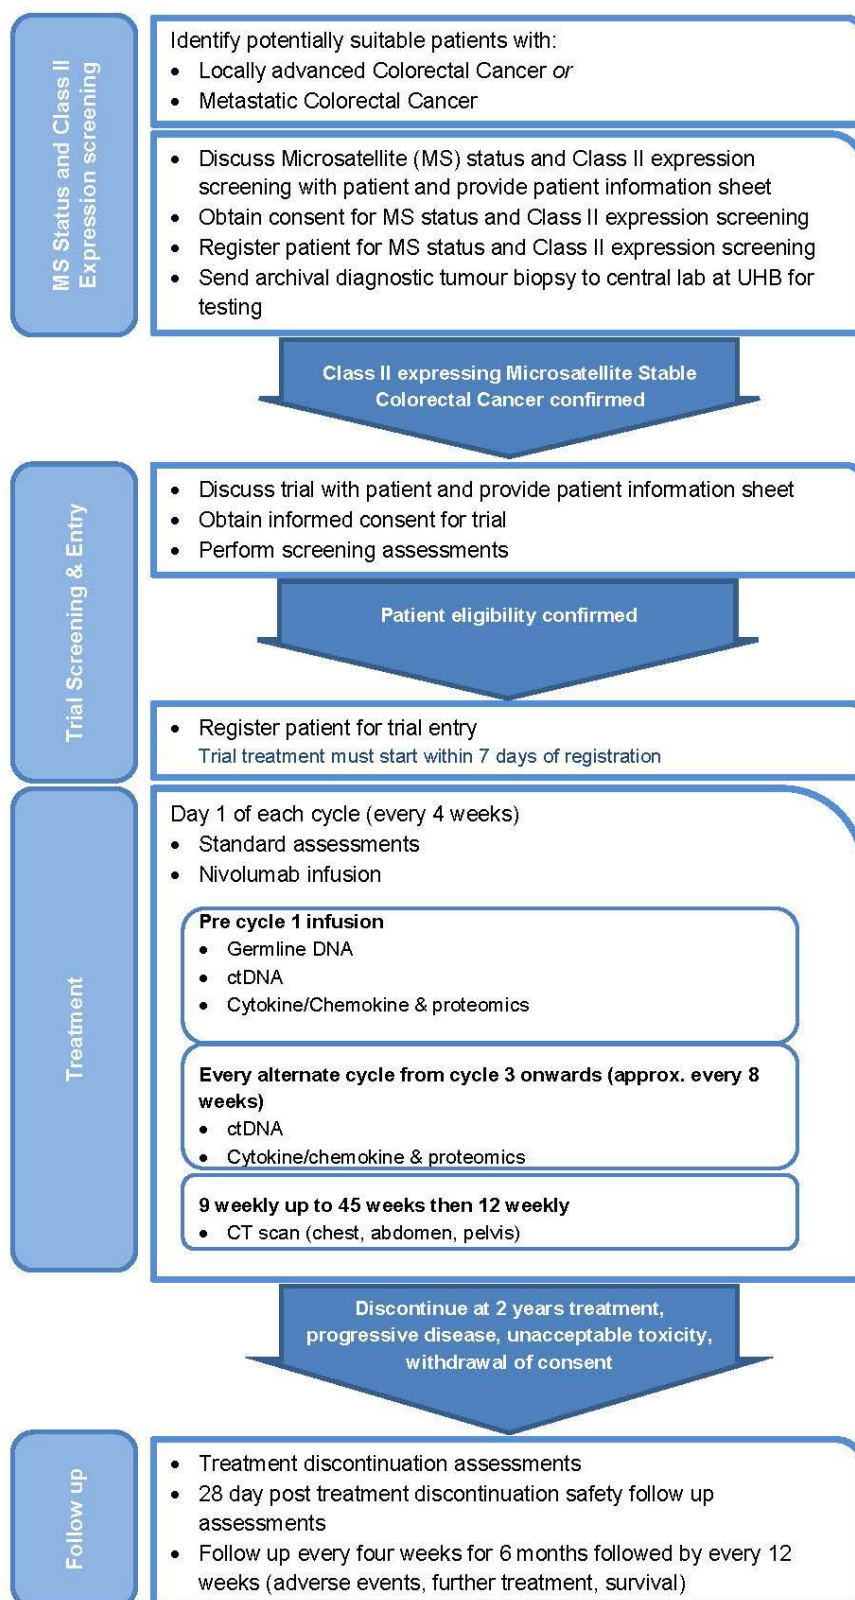 MS Status and Class II
Expression screening
Identify potentially suitable patients with:
• Locally advanced Colorectal Cancer or
• Metastatic Colorectal Cancer
• Discuss Microsatellite (MS) status and Class II expression
screening with patient and provide patient information sheet
• Obtain consent for MS status and Class II expression screening
• Register patient for MS status and Class II expression screening
• Send archival diagnostic tumour biopsy to central lab at UHB for
testing
Class II expressing Microsatellite Stable
Colorectal Cancer confirmed
Trial Screening & Entry
• Discuss trial with patient and provide patient information sheet
• Obtain informed consent for trial
• Perform screening assessments
Patient eligibility confirmed
• Register patient for trial entry
Trial treatment must start within 7 days of registration
Treatment
Day 1 of each cycle (every 4 weeks)
• Standard assessments
• Nivolumab infusion
Pre cycle 1 infusion
• Germline DNA
• ctDNA
• Cytokine/Chemokine & proteomics
Every alternate cycle from cycle 3 onwards (approx. every 8
weeks)
• ctDNA
• Cytokine/chemokine & proteomics
9 weekly up to 45 weeks then 12 weekly
• CT scan (chest, abdomen, pelvis)
Discontinue at 2 years treatment,
progressive disease, unacceptable toxicity,
withdrawal of consent
Follow up
• Treatment discontinuation assessments
• 28 day post treatment discontinuation safety follow up
assessments
• Follow up every four weeks for 6 months followed by every 12
weeks (adverse events, further treatment, survival)